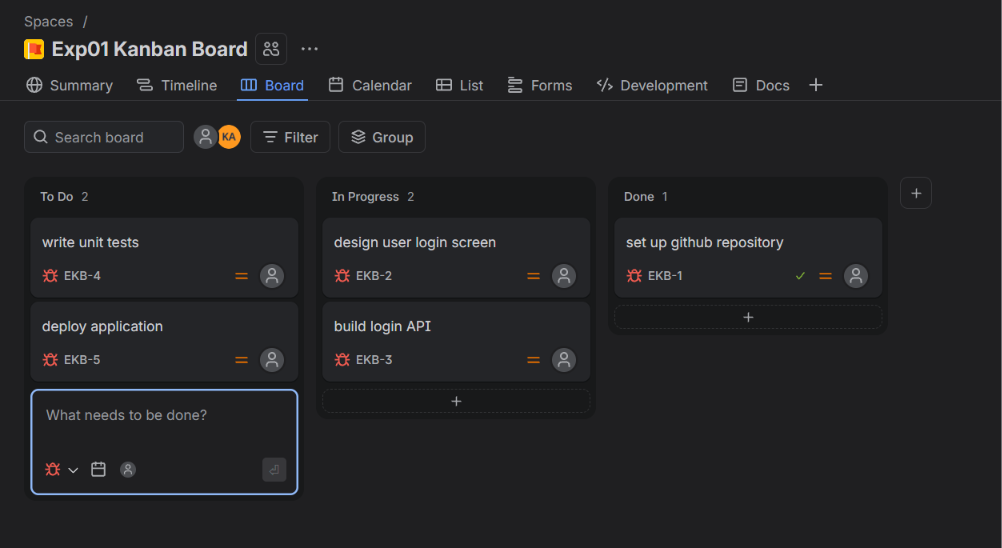 Spaces /
Exp01 Kanban Board
Summary Timeline Board Calendar List Forms Development Docs
Search board KA Filter Group
To Do 2
write unit tests
EKB-4
deploy application
EKB-5
What needs to be done?
In Progress 2
design user login screen
EKB-2
build login API
EKB-3
Done 1
set up github repository
EKB-1